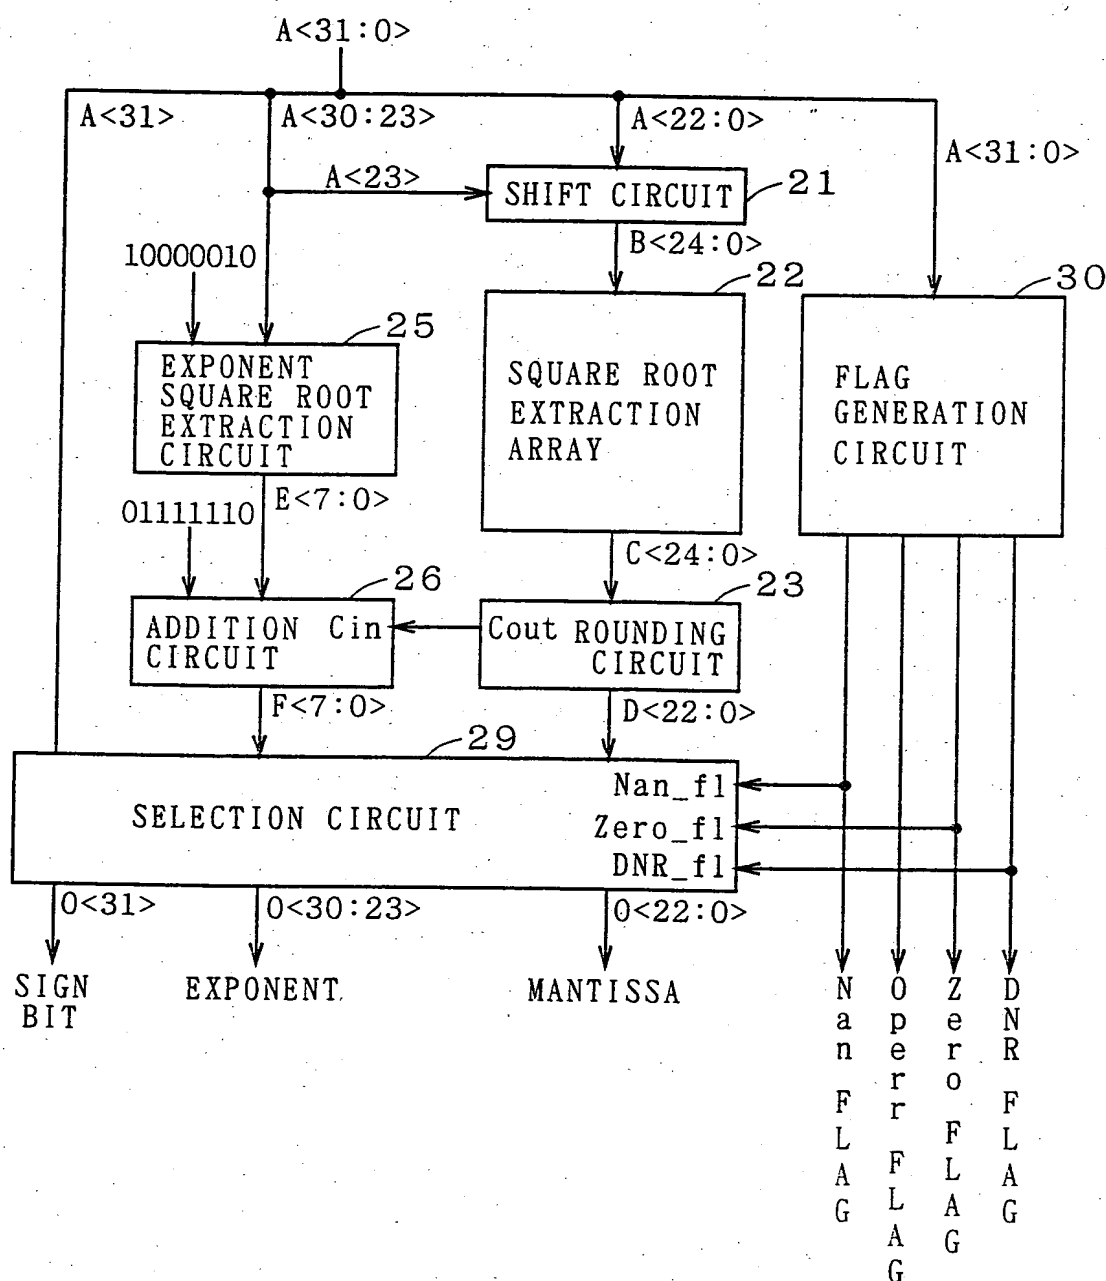 A<31:0>
A<31>
A<30:23>
A<22:0>
A<31:0>
A<23>
SHIFT CIRCUIT
21
B<24:0>
10000010
25
22
30
EXPONENT
SQUARE ROOT
EXTRACTION
CIRCUIT
SQUARE ROOT
EXTRACTION
ARRAY
FLAG
GENERATION
CIRCUIT
E<7:0>
01111110
C<24:0>
26
23
ADDITION Cin
CIRCUIT
Cout ROUNDING
CIRCUIT
F<7:0>
D<22:0>
29
SELECTION CIRCUIT
Nan_fl
Zero_fl
DNR_fl
O<31>
O<30:23>
O<22:0>
SIGN
BIT
EXPONENT
MANTISSA
Nan FLAG
Operr FLAG
Zero FLAG
DNR FLAG